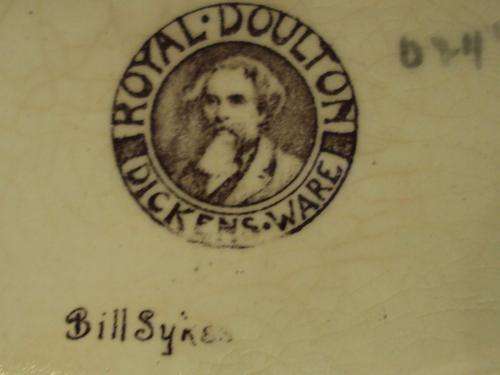 ROYAL · DOULTON
DICKENS · WARE
Bill Sykes